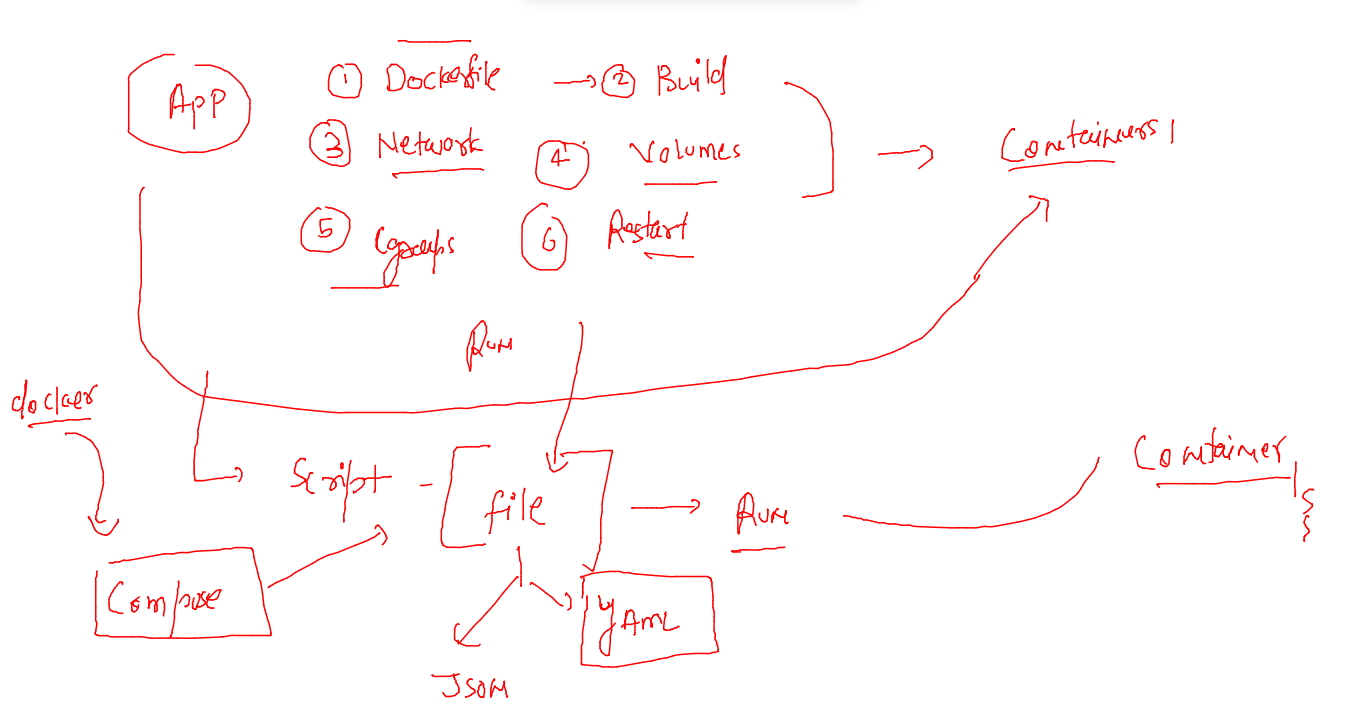 App
① Dockerfile → ② Build
③ Network ④ Volumes
Containers
⑤ Cgroups ⑥ Restart
Run
docker
Script - file → Run
Container
Compose
YAML
JSON